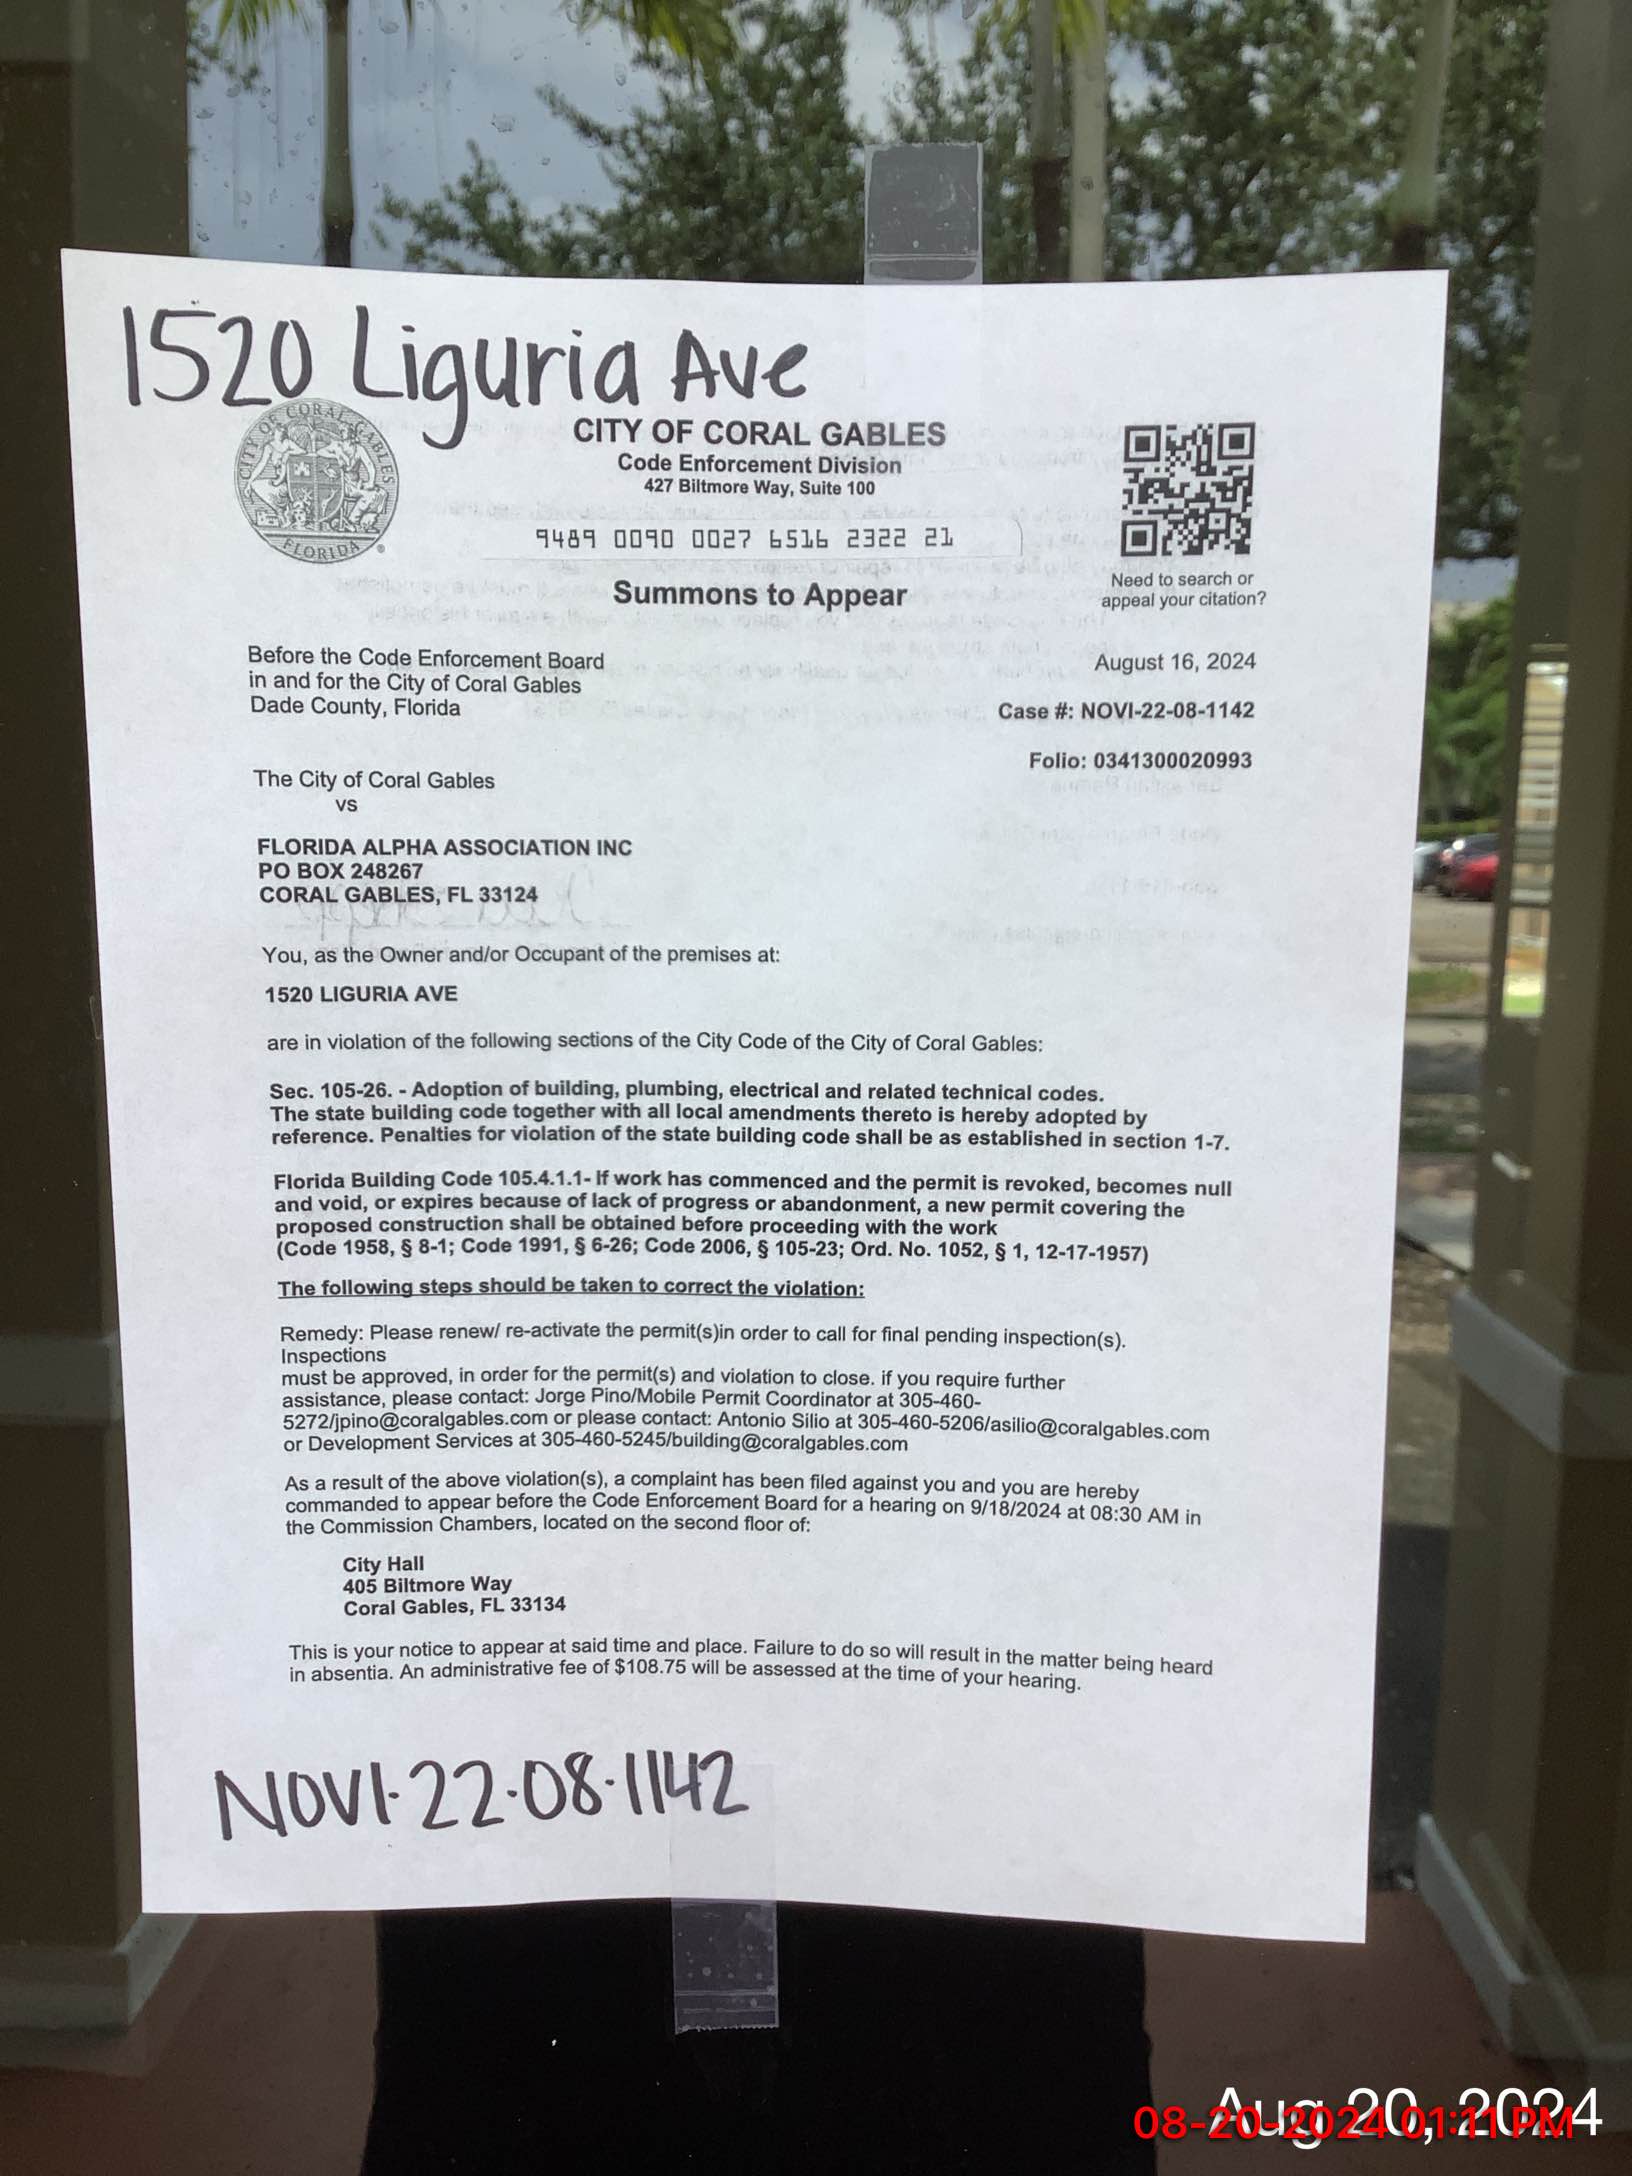 1520 Liguria Ave
CITY OF CORAL GABLES
FLORIDA
CITY OF CORAL GABLES
Code Enforcement Division
427 Biltmore Way, Suite 100
9489 0090 0027 6516 2322 21
Summons to Appear
Need to search or
appeal your citation?
Before the Code Enforcement Board
in and for the City of Coral Gables
Dade County, Florida
August 16, 2024
Case #: NOVI-22-08-1142
Folio: 0341300020993
The City of Coral Gables
vs
FLORIDA ALPHA ASSOCIATION INC
PO BOX 248267
CORAL GABLES, FL 33124
You, as the Owner and/or Occupant of the premises at:
1520 LIGURIA AVE
are in violation of the following sections of the City Code of the City of Coral Gables:
Sec. 105-26. - Adoption of building, plumbing, electrical and related technical codes.
The state building code together with all local amendments thereto is hereby adopted by
reference. Penalties for violation of the state building code shall be as established in section 1-7.
Florida Building Code 105.4.1.1- If work has commenced and the permit is revoked, becomes null
and void, or expires because of lack of progress or abandonment, a new permit covering the
proposed construction shall be obtained before proceeding with the work
(Code 1958, § 8-1; Code 1991, § 6-26; Code 2006, § 105-23; Ord. No. 1052, § 1, 12-17-1957)
The following steps should be taken to correct the violation:
Remedy: Please renew/ re-activate the permit(s)in order to call for final pending inspection(s).
Inspections
must be approved, in order for the permit(s) and violation to close. if you require further
assistance, please contact: Jorge Pino/Mobile Permit Coordinator at 305-460-
5272/jpino@coralgables.com or please contact: Antonio Silio at 305-460-5206/asilio@coralgables.com
or Development Services at 305-460-5245/building@coralgables.com
As a result of the above violation(s), a complaint has been filed against you and you are hereby
commanded to appear before the Code Enforcement Board for a hearing on 9/18/2024 at 08:30 AM in
the Commission Chambers, located on the second floor of:
City Hall
405 Biltmore Way
Coral Gables, FL 33134
This is your notice to appear at said time and place. Failure to do so will result in the matter being heard
in absentia. An administrative fee of $108.75 will be assessed at the time of your hearing.
NOVI-22-08-1142
Aug 20, 2024
08-20-2024 01:11 PM